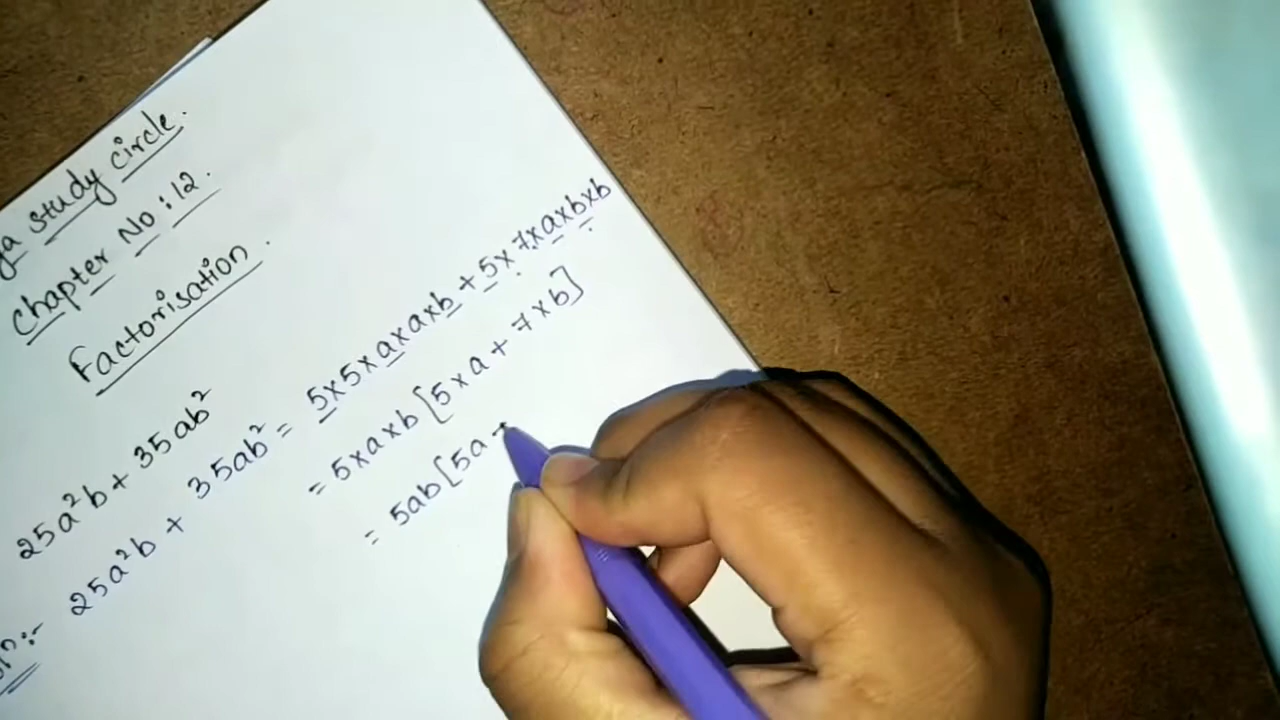 study circle.
Chapter No : 12.
Factorisation.
25a²b + 35ab²
25a²b + 35ab² = 5x5xaxaxb + 5x7xaxbxb
= 5xaxb [5xa + 7xb]
= 5ab [5a